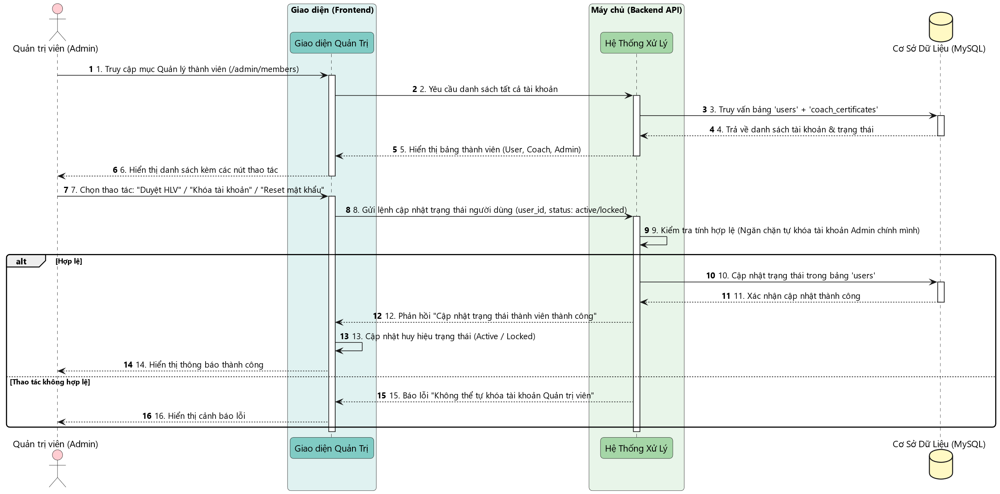 Giao diện (Frontend)
Máy chủ (Backend API)
Quản trị viên (Admin)
Giao diện Quản Trị
Hệ Thống Xử Lý
Cơ Sở Dữ Liệu (MySQL)
1 1. Truy cập mục Quản lý thành viên (/admin/members)
2 2. Yêu cầu danh sách tất cả tài khoản
3 3. Truy vấn bảng 'users' + 'coach_certificates'
4 4. Trả về danh sách tài khoản & trạng thái
5 5. Hiển thị bảng thành viên (User, Coach, Admin)
6 6. Hiển thị danh sách kèm các nút thao tác
7 7. Chọn thao tác: "Duyệt HLV" / "Khóa tài khoản" / "Reset mật khẩu"
8 8. Gửi lệnh cập nhật trạng thái người dùng (user_id, status: active/locked)
9 9. Kiểm tra tính hợp lệ (Ngăn chặn tự khóa tài khoản Admin chính mình)
alt [Hợp lệ]
10 10. Cập nhật trạng thái trong bảng 'users'
11 11. Xác nhận cập nhật thành công
12 12. Phản hồi "Cập nhật trạng thái thành viên thành công"
13 13. Cập nhật huy hiệu trạng thái (Active / Locked)
14 14. Hiển thị thông báo thành công
[Thao tác không hợp lệ]
15 15. Báo lỗi "Không thể tự khóa tài khoản Quản trị viên"
16 16. Hiển thị cảnh báo lỗi
Quản trị viên (Admin)
Giao diện Quản Trị
Hệ Thống Xử Lý
Cơ Sở Dữ Liệu (MySQL)